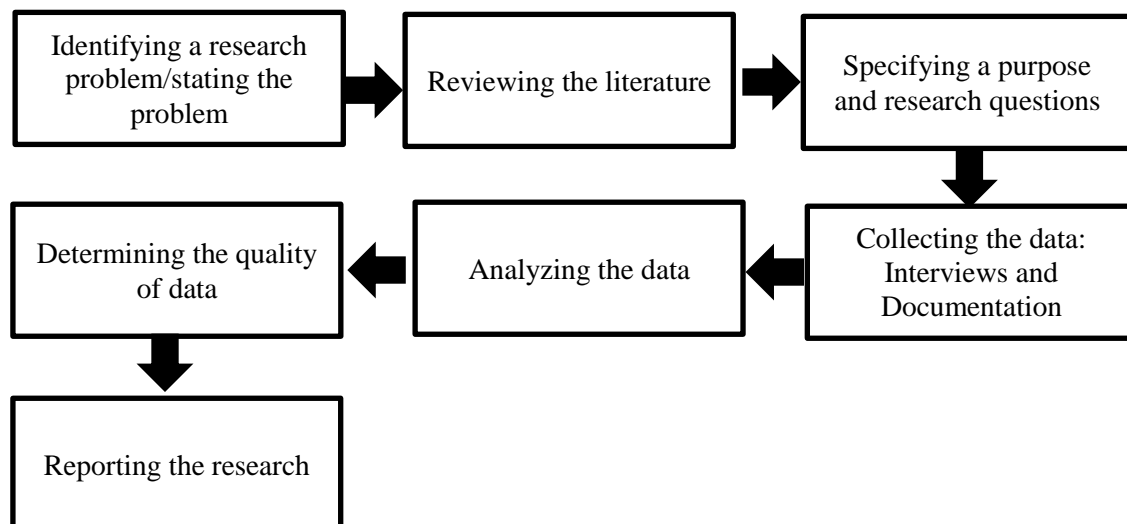 Identifying a research
problem/stating the
problem
Reviewing the literature
Specifying a purpose
and research questions
Collecting the data:
Interviews and
Documentation
Analyzing the data
Determining the quality
of data
Reporting the research